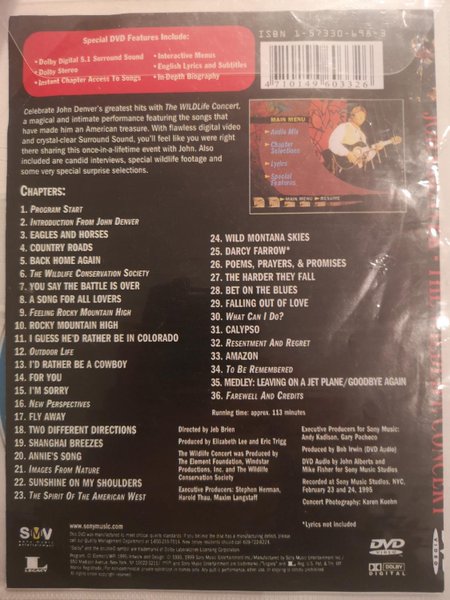 Special DVD Features Include:
•Dolby Digital 5.1 Surround Sound
•Dolby Stereo
•Instant Chapter Access To Songs
•Interactive Menus
•English Lyrics and Subtitles
•In-Depth Biography
ISBN 1-57330-698-3
4710149603326
Celebrate John Denver's greatest hits with The WILDLife Concert,
a magical and intimate performance featuring the songs that
have made him an American treasure. With flawless digital video
and crystal-clear Surround Sound, you'll feel like you were right
there sharing this once-in-a-lifetime event with John. Also
included are candid interviews, special wildlife footage and
some very special surprise selections.
MAIN MENU
Audio Mix
Chapter
Selections
Lyrics
Special
Features
MAIN MENU
RESUME
CHAPTERS:
1. PROGRAM START
2. INTRODUCTION FROM JOHN DENVER
3. EAGLES AND HORSES
4. COUNTRY ROADS
5. BACK HOME AGAIN
6. THE WILDLIFE CONSERVATION SOCIETY
7. YOU SAY THE BATTLE IS OVER
8. A SONG FOR ALL LOVERS
9. FEELING ROCKY MOUNTAIN HIGH
10. ROCKY MOUNTAIN HIGH
11. I GUESS HE'D RATHER BE IN COLORADO
12. OUTDOOR LIFE
13. I'D RATHER BE A COWBOY
14. FOR YOU
15. I'M SORRY
16. NEW PERSPECTIVES
17. FLY AWAY
18. TWO DIFFERENT DIRECTIONS
19. SHANGHAI BREEZES
20. ANNIE'S SONG
21. IMAGES FROM NATURE
22. SUNSHINE ON MY SHOULDERS
23. THE SPIRIT OF THE AMERICAN WEST
24. WILD MONTANA SKIES
25. DARCY FARROW*
26. POEMS, PRAYERS, & PROMISES
27. THE HARDER THEY FALL
28. BET ON THE BLUES
29. FALLING OUT OF LOVE
30. WHAT CAN I DO?
31. CALYPSO
32. RESENTMENT AND REGRET
33. AMAZON
34. TO BE REMEMBERED
35. MEDLEY: LEAVING ON A JET PLANE/GOODBYE AGAIN
36. FAREWELL AND CREDITS
Running time: approx. 113 minutes
Directed by Jeb Brien
Produced by Elizabeth Lee and Eric Trigg
The Wildlife Concert was Produced by
The Element Foundation, Windstar
Productions, Inc. and The Wildlife
Conservation Society
Executive Producers: Stephen Herman,
Harold Thau, Maxim Langstaff
Executive Producers for Sony Music:
Andy Kadison, Gary Pacheco
Produced by Bob Irwin (DVD Audio)
DVD Audio by John Alberts and
Mike Fisher for Sony Music Studios
Recorded at Sony Music Studios, NYC,
February 23 and 24, 1995
Concert Photography: Karen Kuehn
*Lyrics not included
SMV
www.sonymusic.com
LEGACY
DVD
VIDEO
DOLBY
DIGITAL
CONCERT
VIDEO